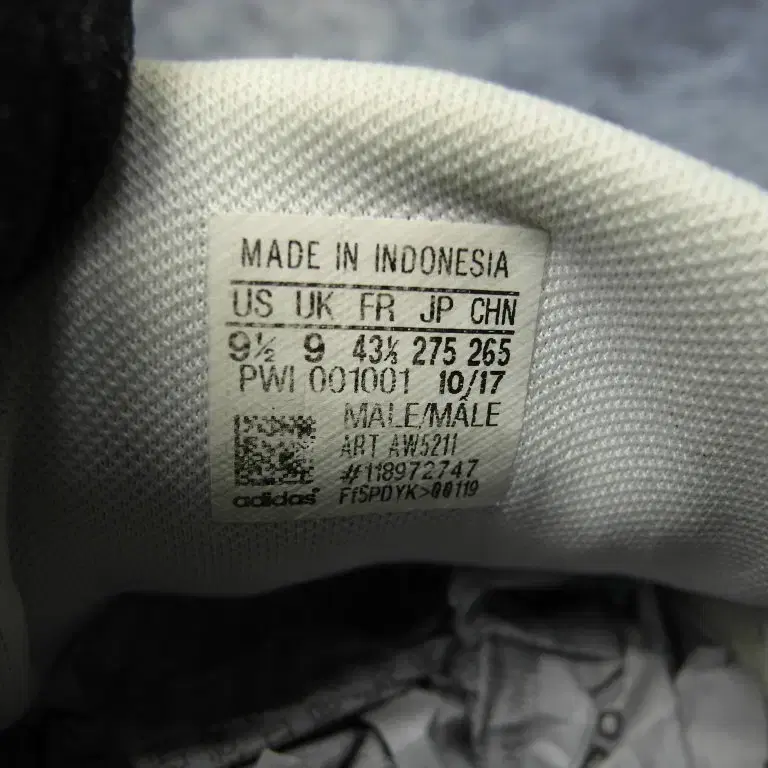 MADE IN INDONESIA
US UK FR JP CHN
9½ 9 43⅓ 275 265
PWI 001001 10/17
MALE/MÂLE
ART AW5211
#118972747
adidas FfSPDYK>00119